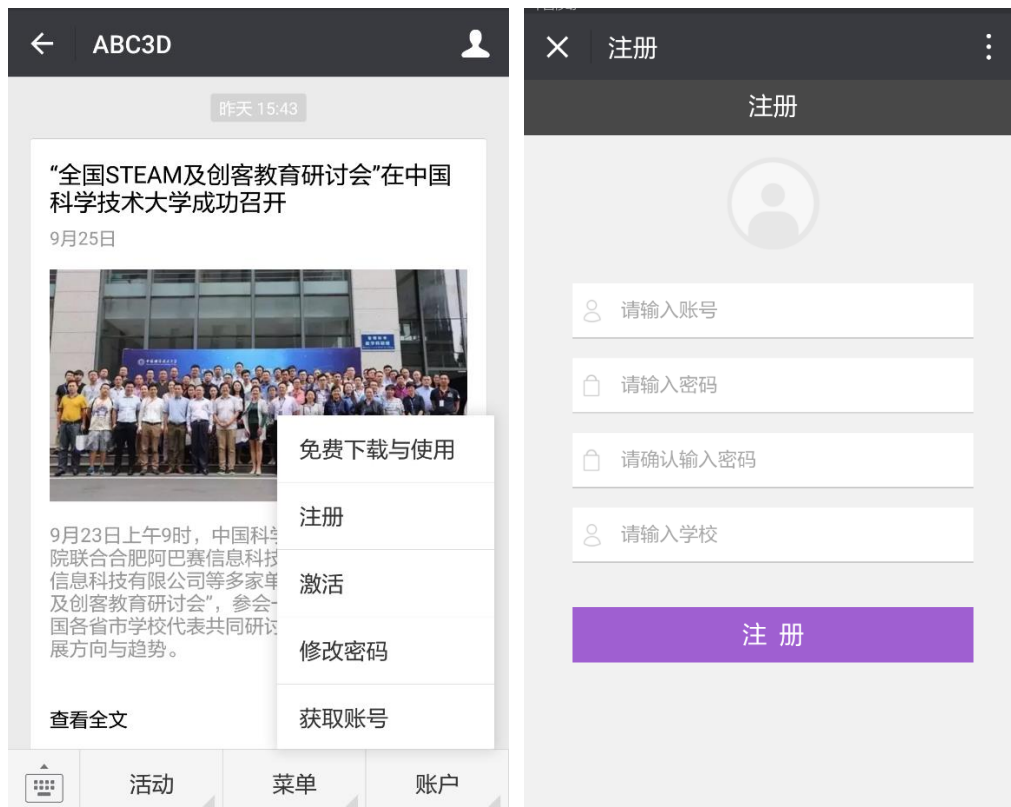 ABC3D
昨天 15:43
“全国STEAM及创客教育研讨会”在中国
科学技术大学成功召开
9月25日
9月23日上午9时，中国科学
院联合合肥阿巴赛信息科技
信息科技有限公司等多家单
及创客教育研讨会”，参会
国各省市学校代表共同研讨
展方向与趋势。
查看全文
免费下载与使用
注册
激活
修改密码
获取账号
活动
菜单
账户
注册
注册
请输入账号
请输入密码
请确认输入密码
请输入学校
注 册